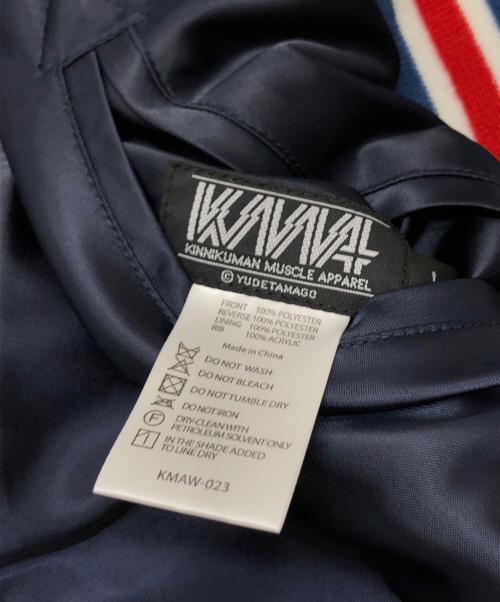 KMA
KINNIKUMAN MUSCLE APPAREL
© YUDETAMAGO
L
FRONT 100% POLYESTER
REVERSE 100% POLYESTER
LINING 100% POLYESTER
RIB 100% ACRYLIC
Made in China
DO NOT WASH
DO NOT BLEACH
DO NOT TUMBLE DRY
DO NOT IRON
F
DRY-CLEAN WITH
PETROLEUM SOLVENT ONLY
IN THE SHADE ADDED
TO LINE DRY
KMAW-023